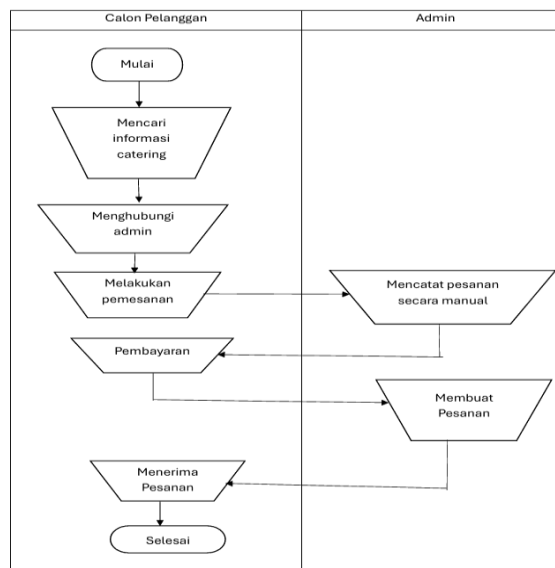 Calon Pelanggan
Admin
Mulai
Mencari
informasi
catering
Menghubungi
admin
Melakukan
pemesanan
Mencatat pesanan
secara manual
Pembayaran
Membuat
Pesanan
Menerima
Pesanan
Selesai